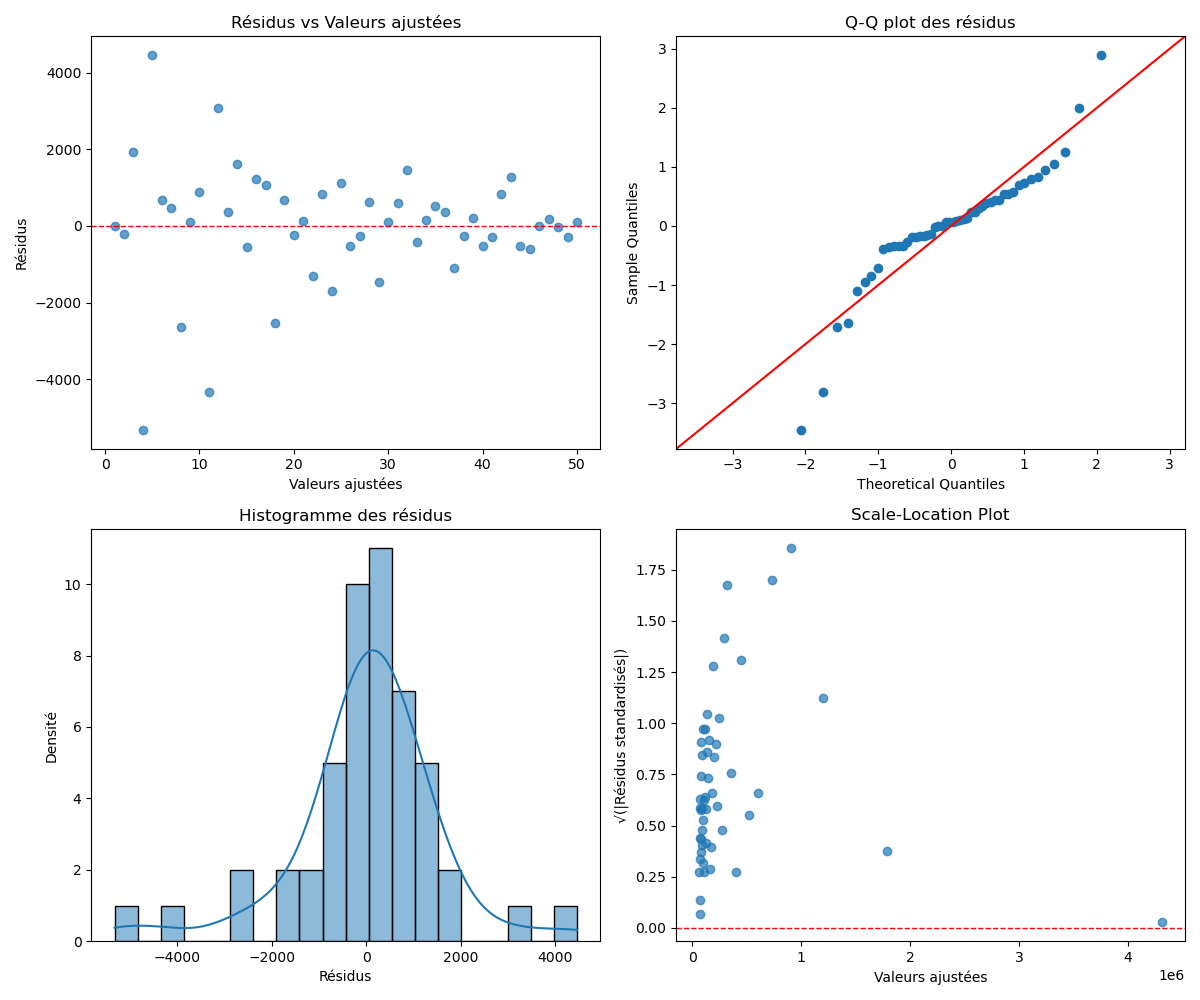 Résidus vs Valeurs ajustées
4000
2000
0
−2000
−4000
Résidus
0 10 20 30 40 50
Valeurs ajustées
Q-Q plot des résidus
3
2
1
0
−1
−2
−3
Sample Quantiles
−3 −2 −1 0 1 2 3
Theoretical Quantiles
Histogramme des résidus
10
8
6
4
2
0
Densité
−4000 −2000 0 2000 4000
Résidus
Scale-Location Plot
1.75
1.50
1.25
1.00
0.75
0.50
0.25
0.00
√(|Résidus standardisés|)
0 1 2 3 4
1e6
Valeurs ajustées